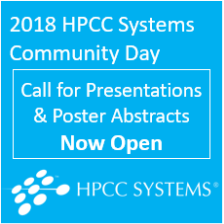 2018 HPCC Systems
Community Day
Call for Presentations
& Poster Abstracts
Now Open
HPCC SYSTEMS®